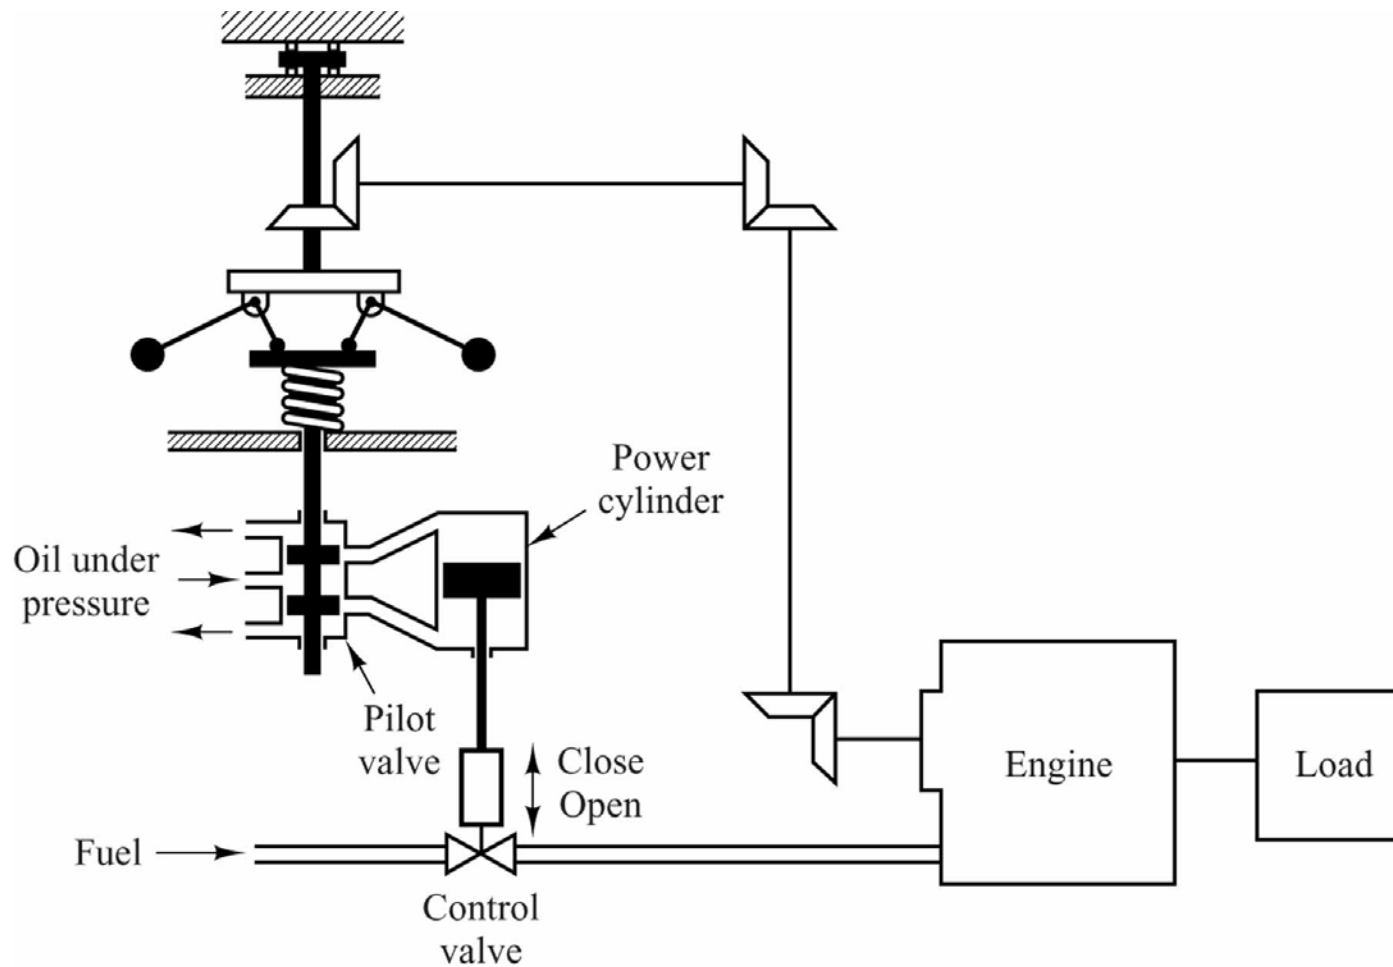 Power
cylinder
Oil under
pressure
Pilot
valve
Close
Open
Engine
Load
Fuel
Control
valve